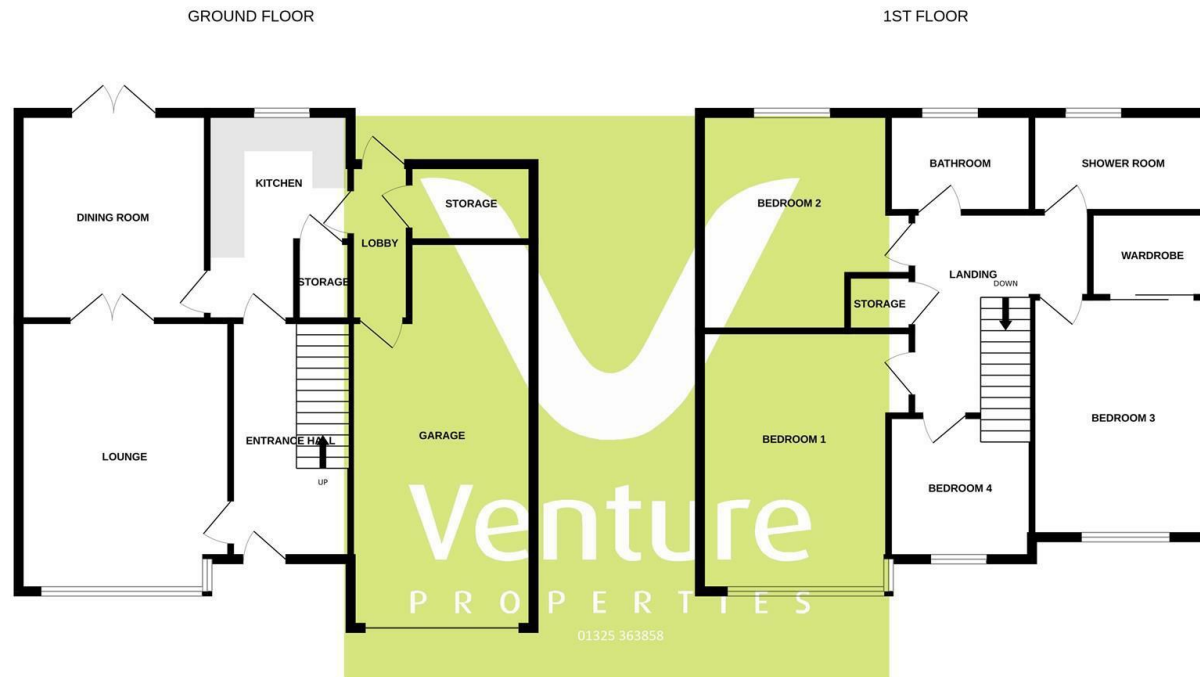 GROUND FLOOR
1ST FLOOR
KITCHEN
DINING ROOM
STORAGE
LOBBY
STORAGE
LOUNGE
ENTRANCE HALL
UP
GARAGE
BATHROOM
SHOWER ROOM
BEDROOM 2
WARDROBE
LANDING
DOWN
STORAGE
BEDROOM 1
BEDROOM 3
BEDROOM 4
Venture
PROPERTIES
01325 363858